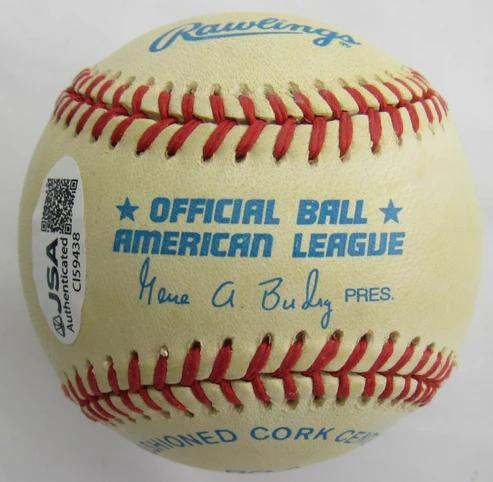 Rawlings
★ OFFICIAL BALL ★
AMERICAN LEAGUE
Gene A. Budig PRES.
JSA
Authenticated
CI59438
SHIONED CORK CEN